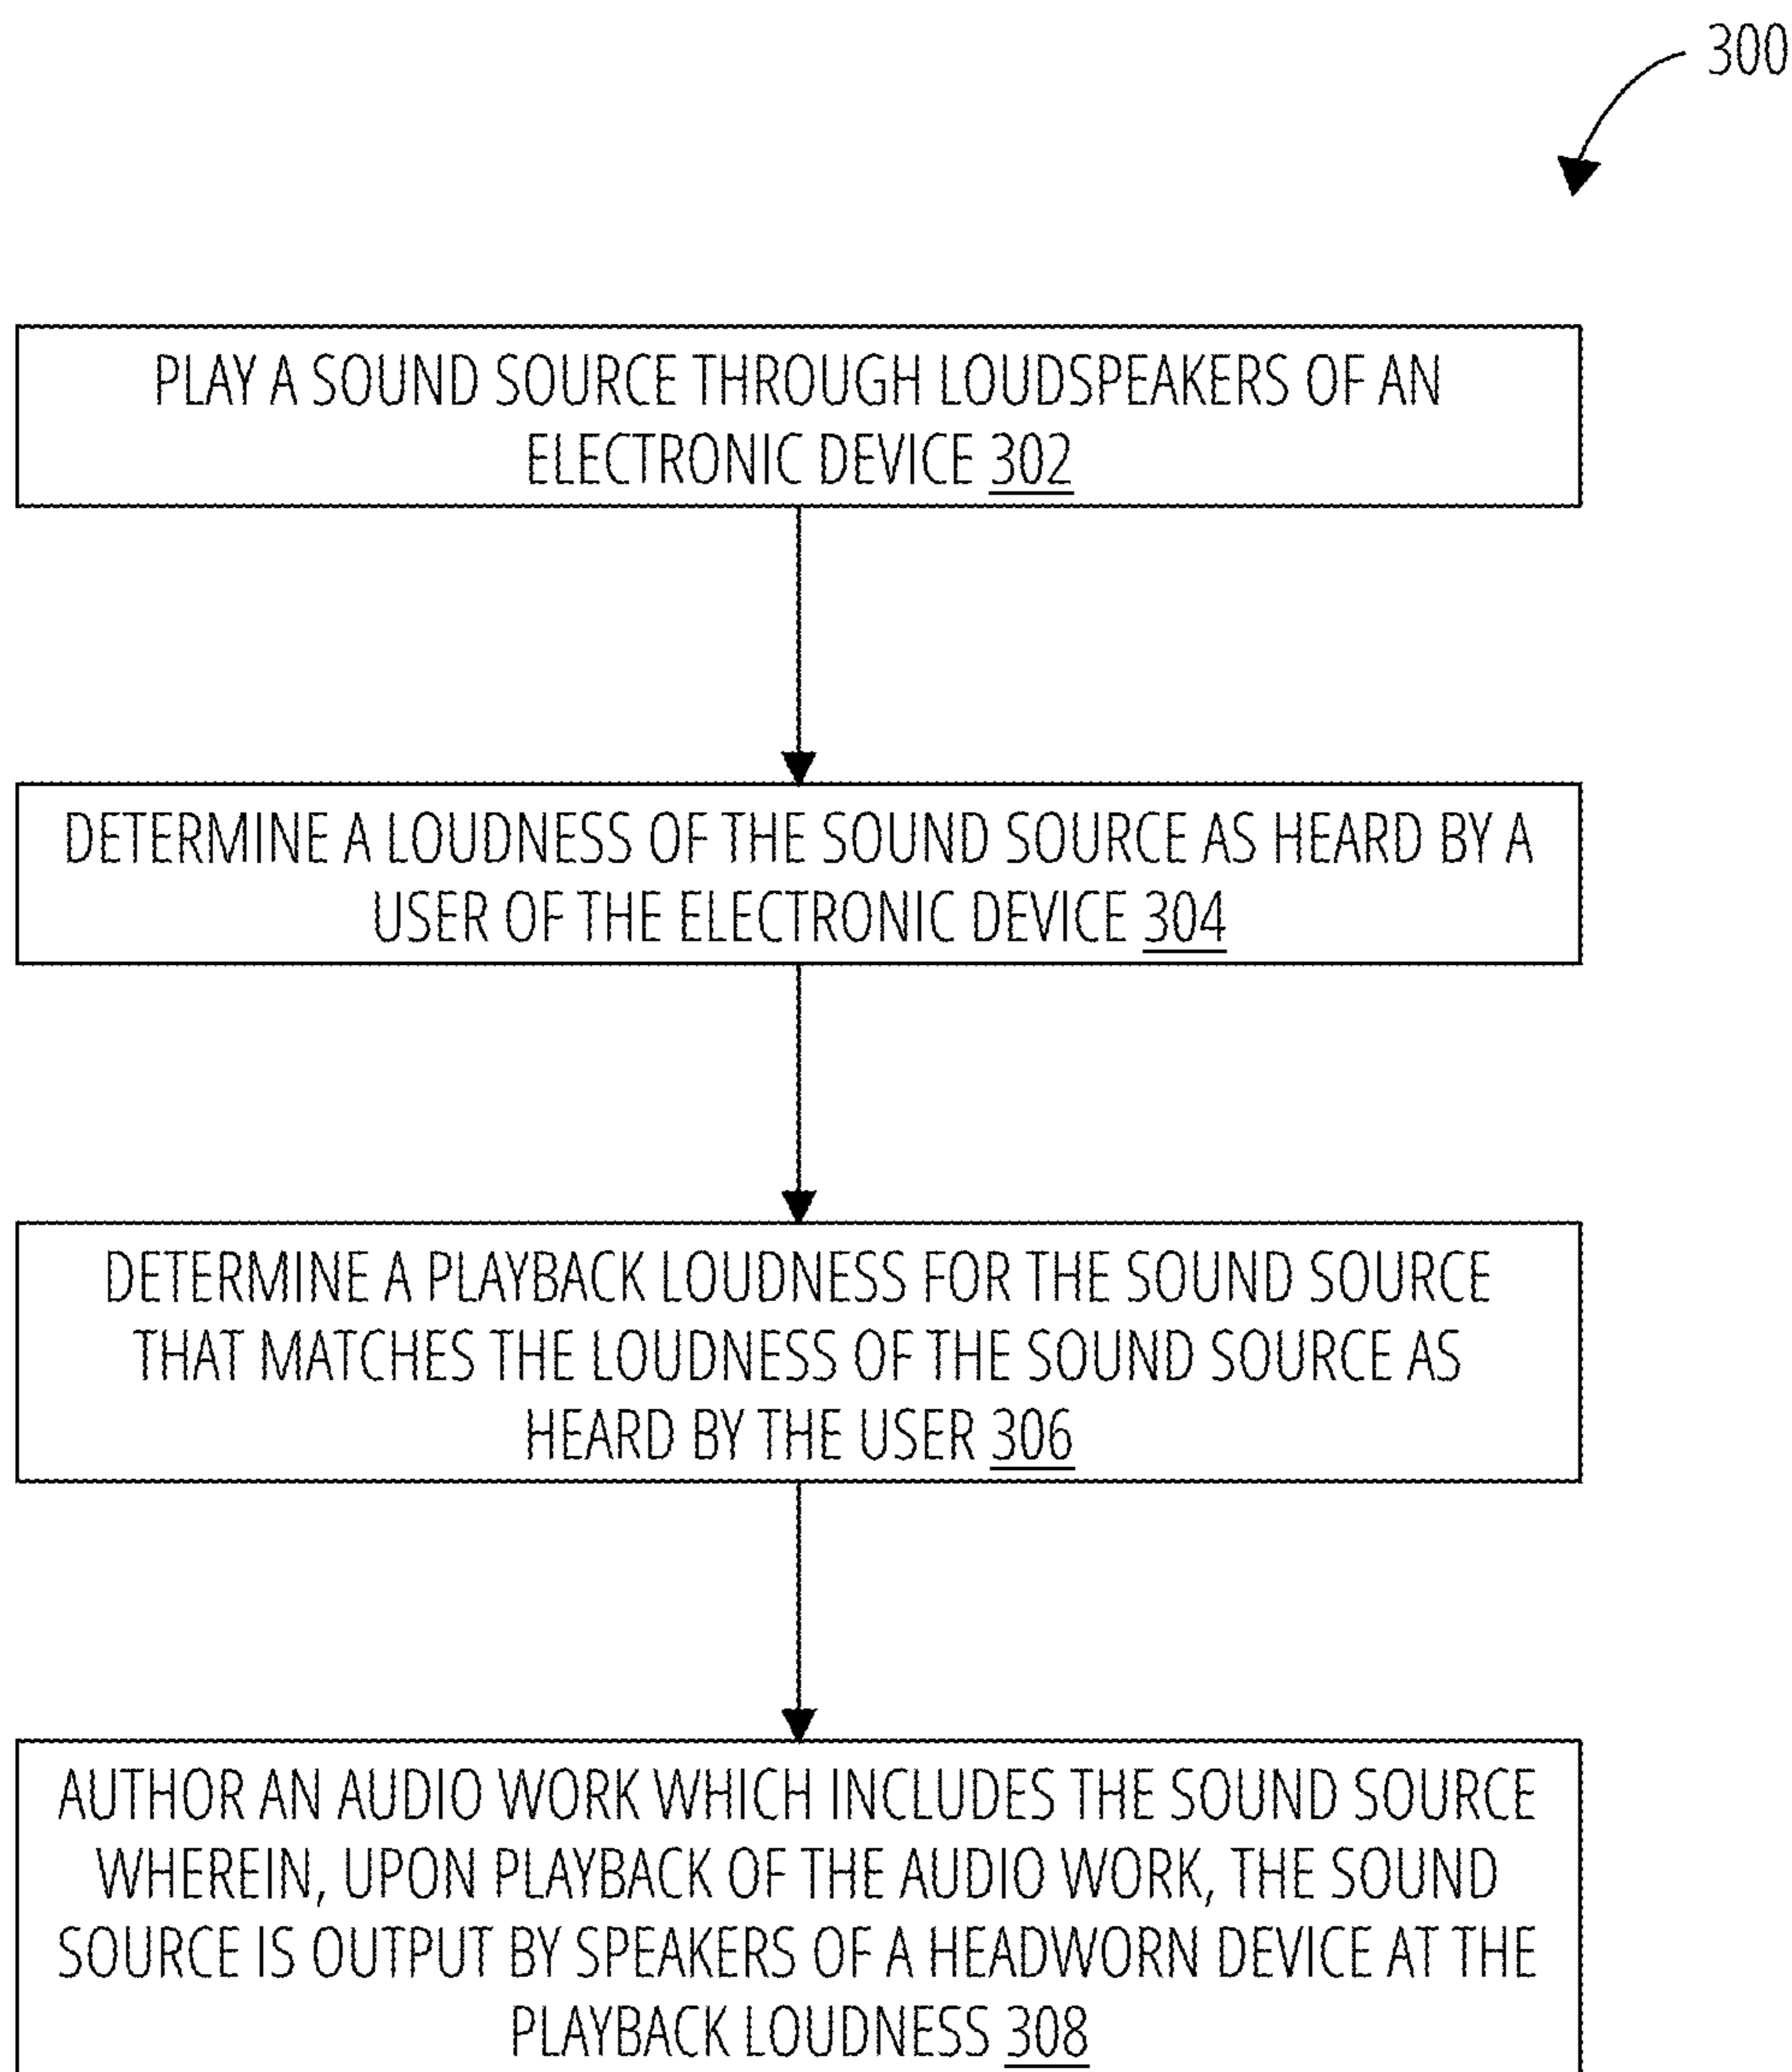 300
PLAY A SOUND SOURCE THROUGH LOUDSPEAKERS OF AN
ELECTRONIC DEVICE 302
DETERMINE A LOUDNESS OF THE SOUND SOURCE AS HEARD BY A
USER OF THE ELECTRONIC DEVICE 304
DETERMINE A PLAYBACK LOUDNESS FOR THE SOUND SOURCE
THAT MATCHES THE LOUDNESS OF THE SOUND SOURCE AS
HEARD BY THE USER 306
AUTHOR AN AUDIO WORK WHICH INCLUDES THE SOUND SOURCE
WHEREIN, UPON PLAYBACK OF THE AUDIO WORK, THE SOUND
SOURCE IS OUTPUT BY SPEAKERS OF A HEADWORN DEVICE AT THE
PLAYBACK LOUDNESS 308